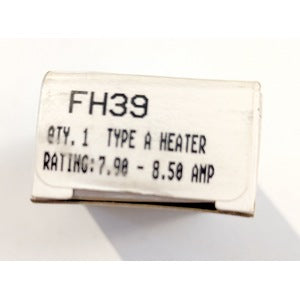 FH39
QTY. 1 TYPE A HEATER
RATING: 7.90 - 8.50 AMP